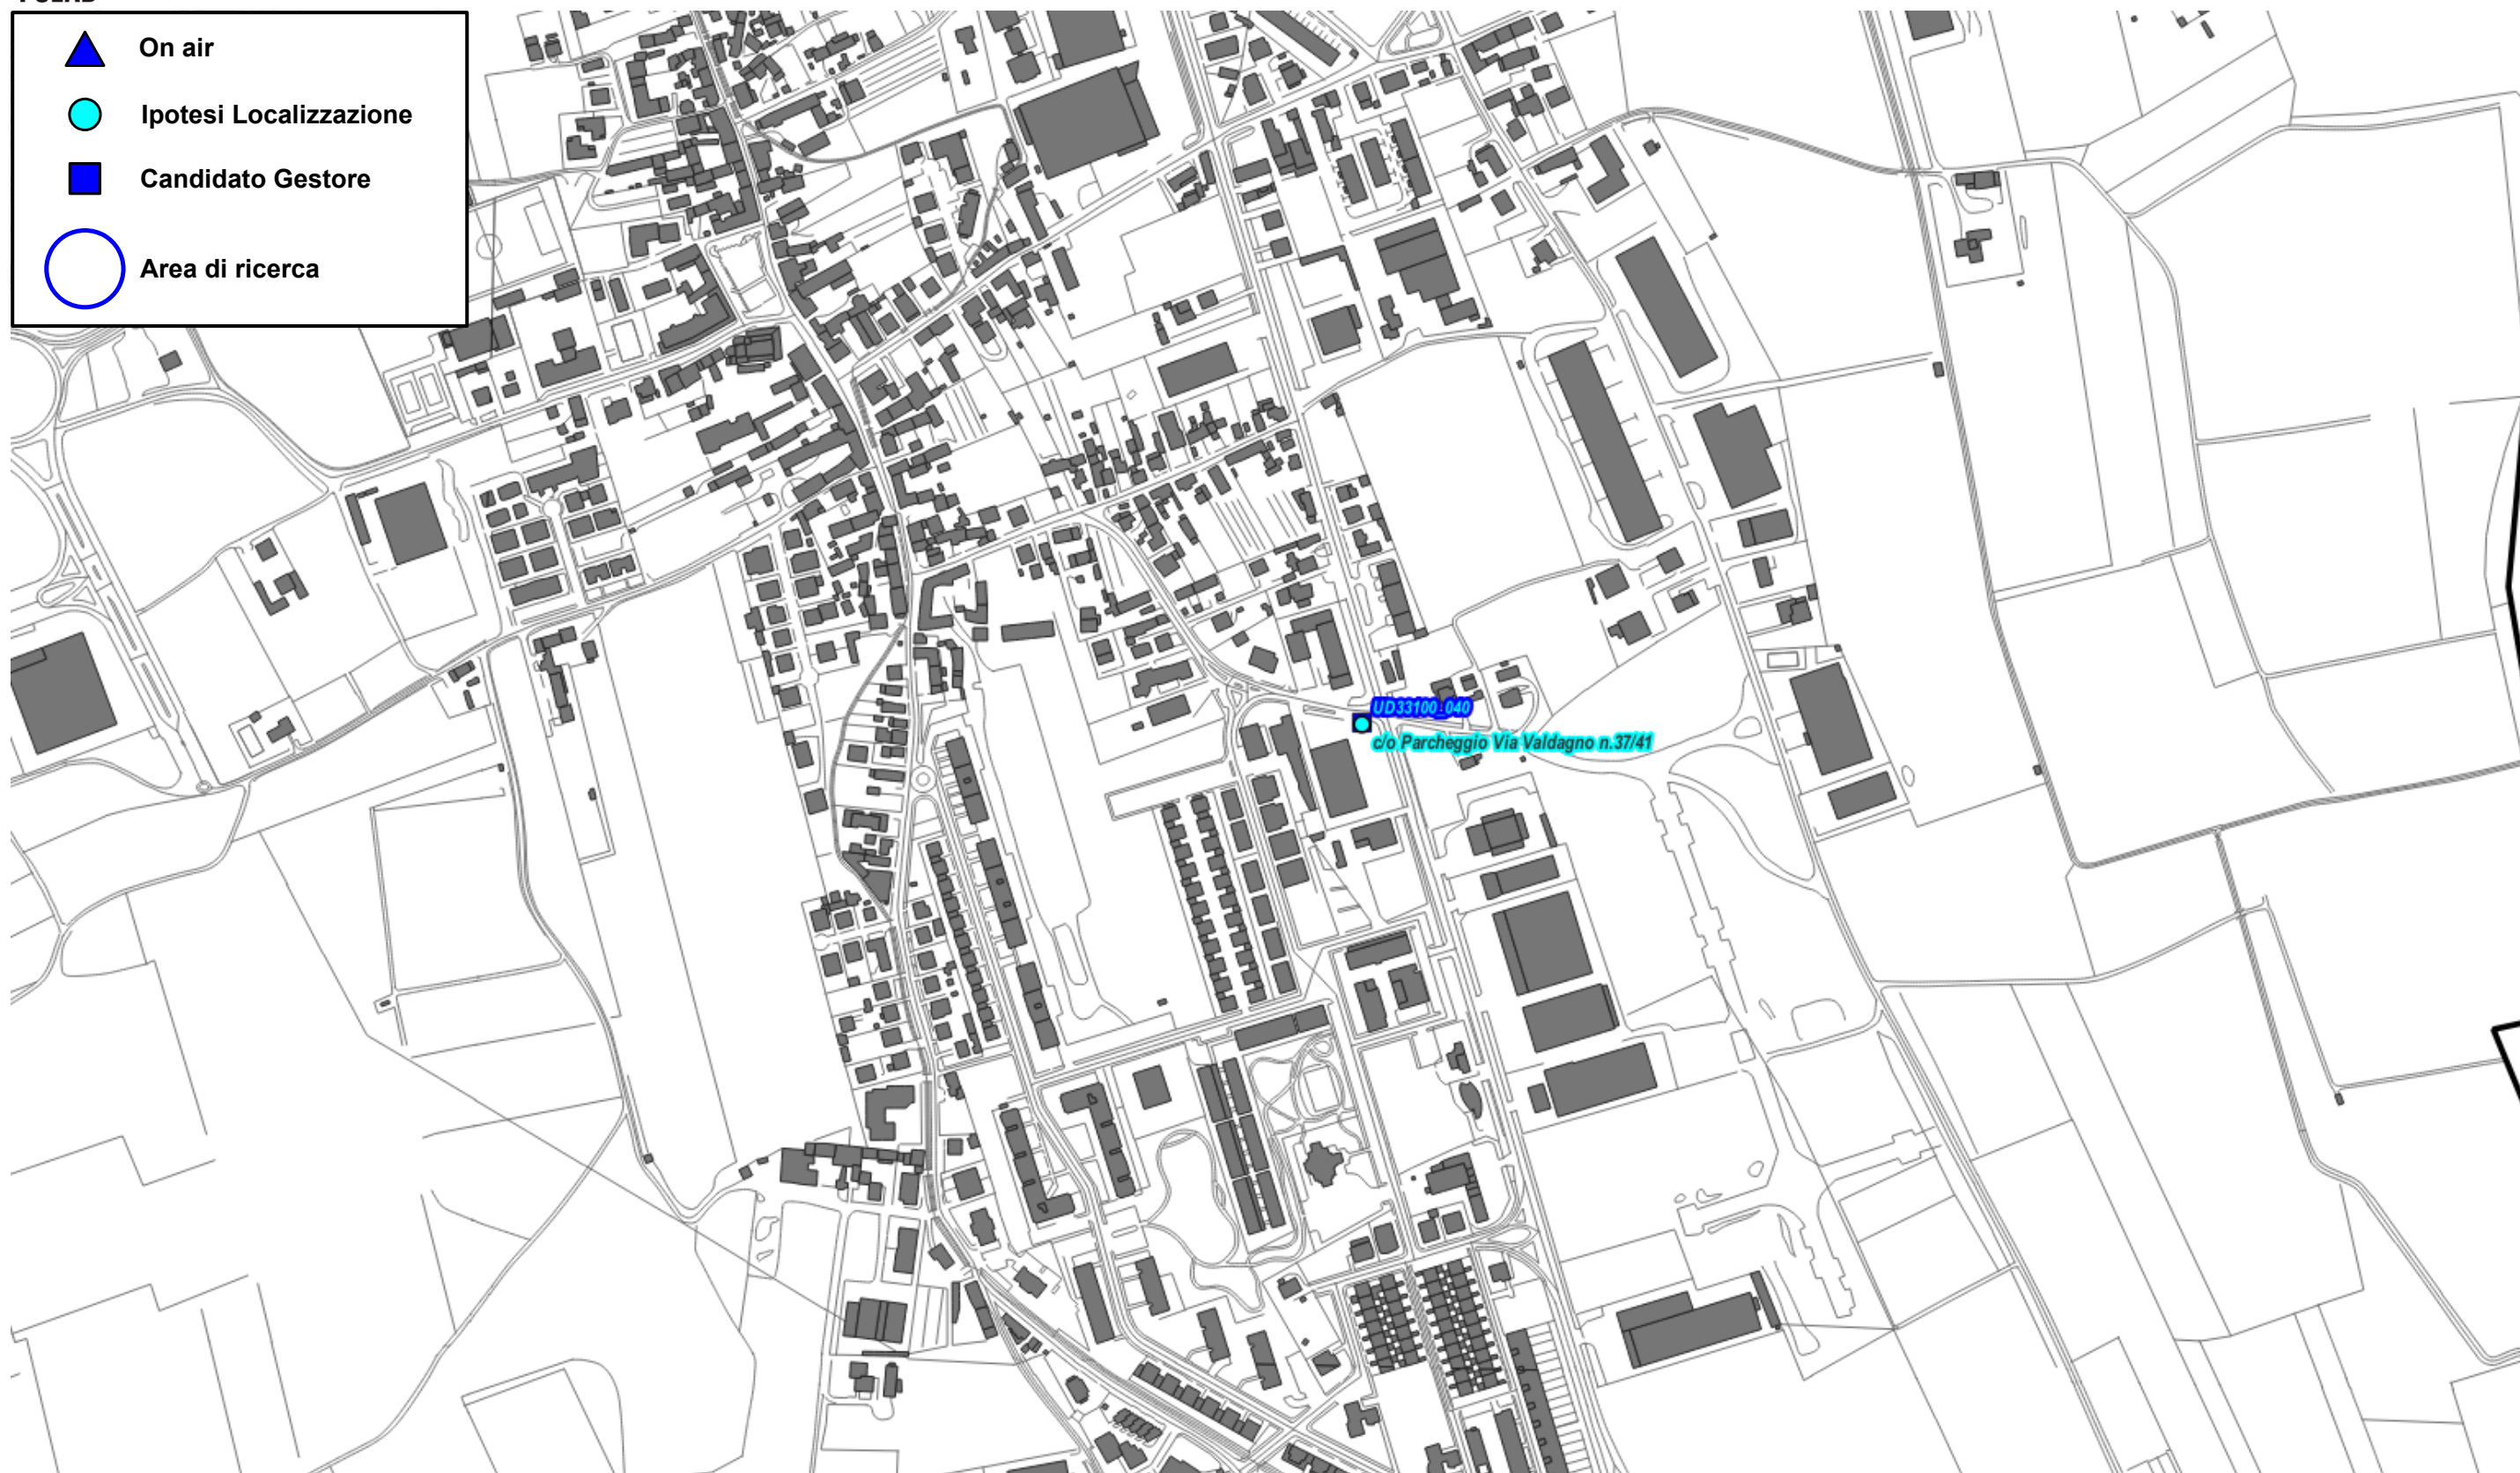 On air
Ipotesi Localizzazione
Candidato Gestore
Area di ricerca
UD33100_040
c/o Parcheggio Via Valdagno n.37/41